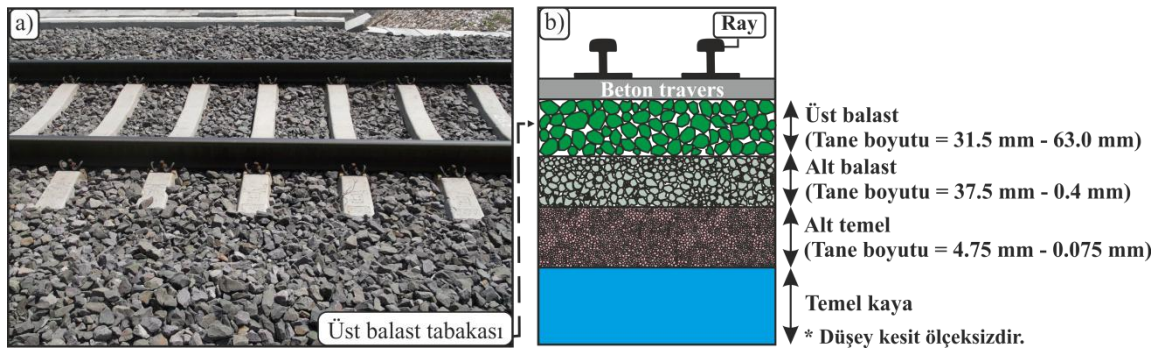 a)
Üst balast tabakası
b)
Ray
Beton travers
Üst balast
(Tane boyutu = 31.5 mm - 63.0 mm)
Alt balast
(Tane boyutu = 37.5 mm - 0.4 mm)
Alt temel
(Tane boyutu = 4.75 mm - 0.075 mm)
Temel kaya
* Düşey kesit ölçeksizdir.